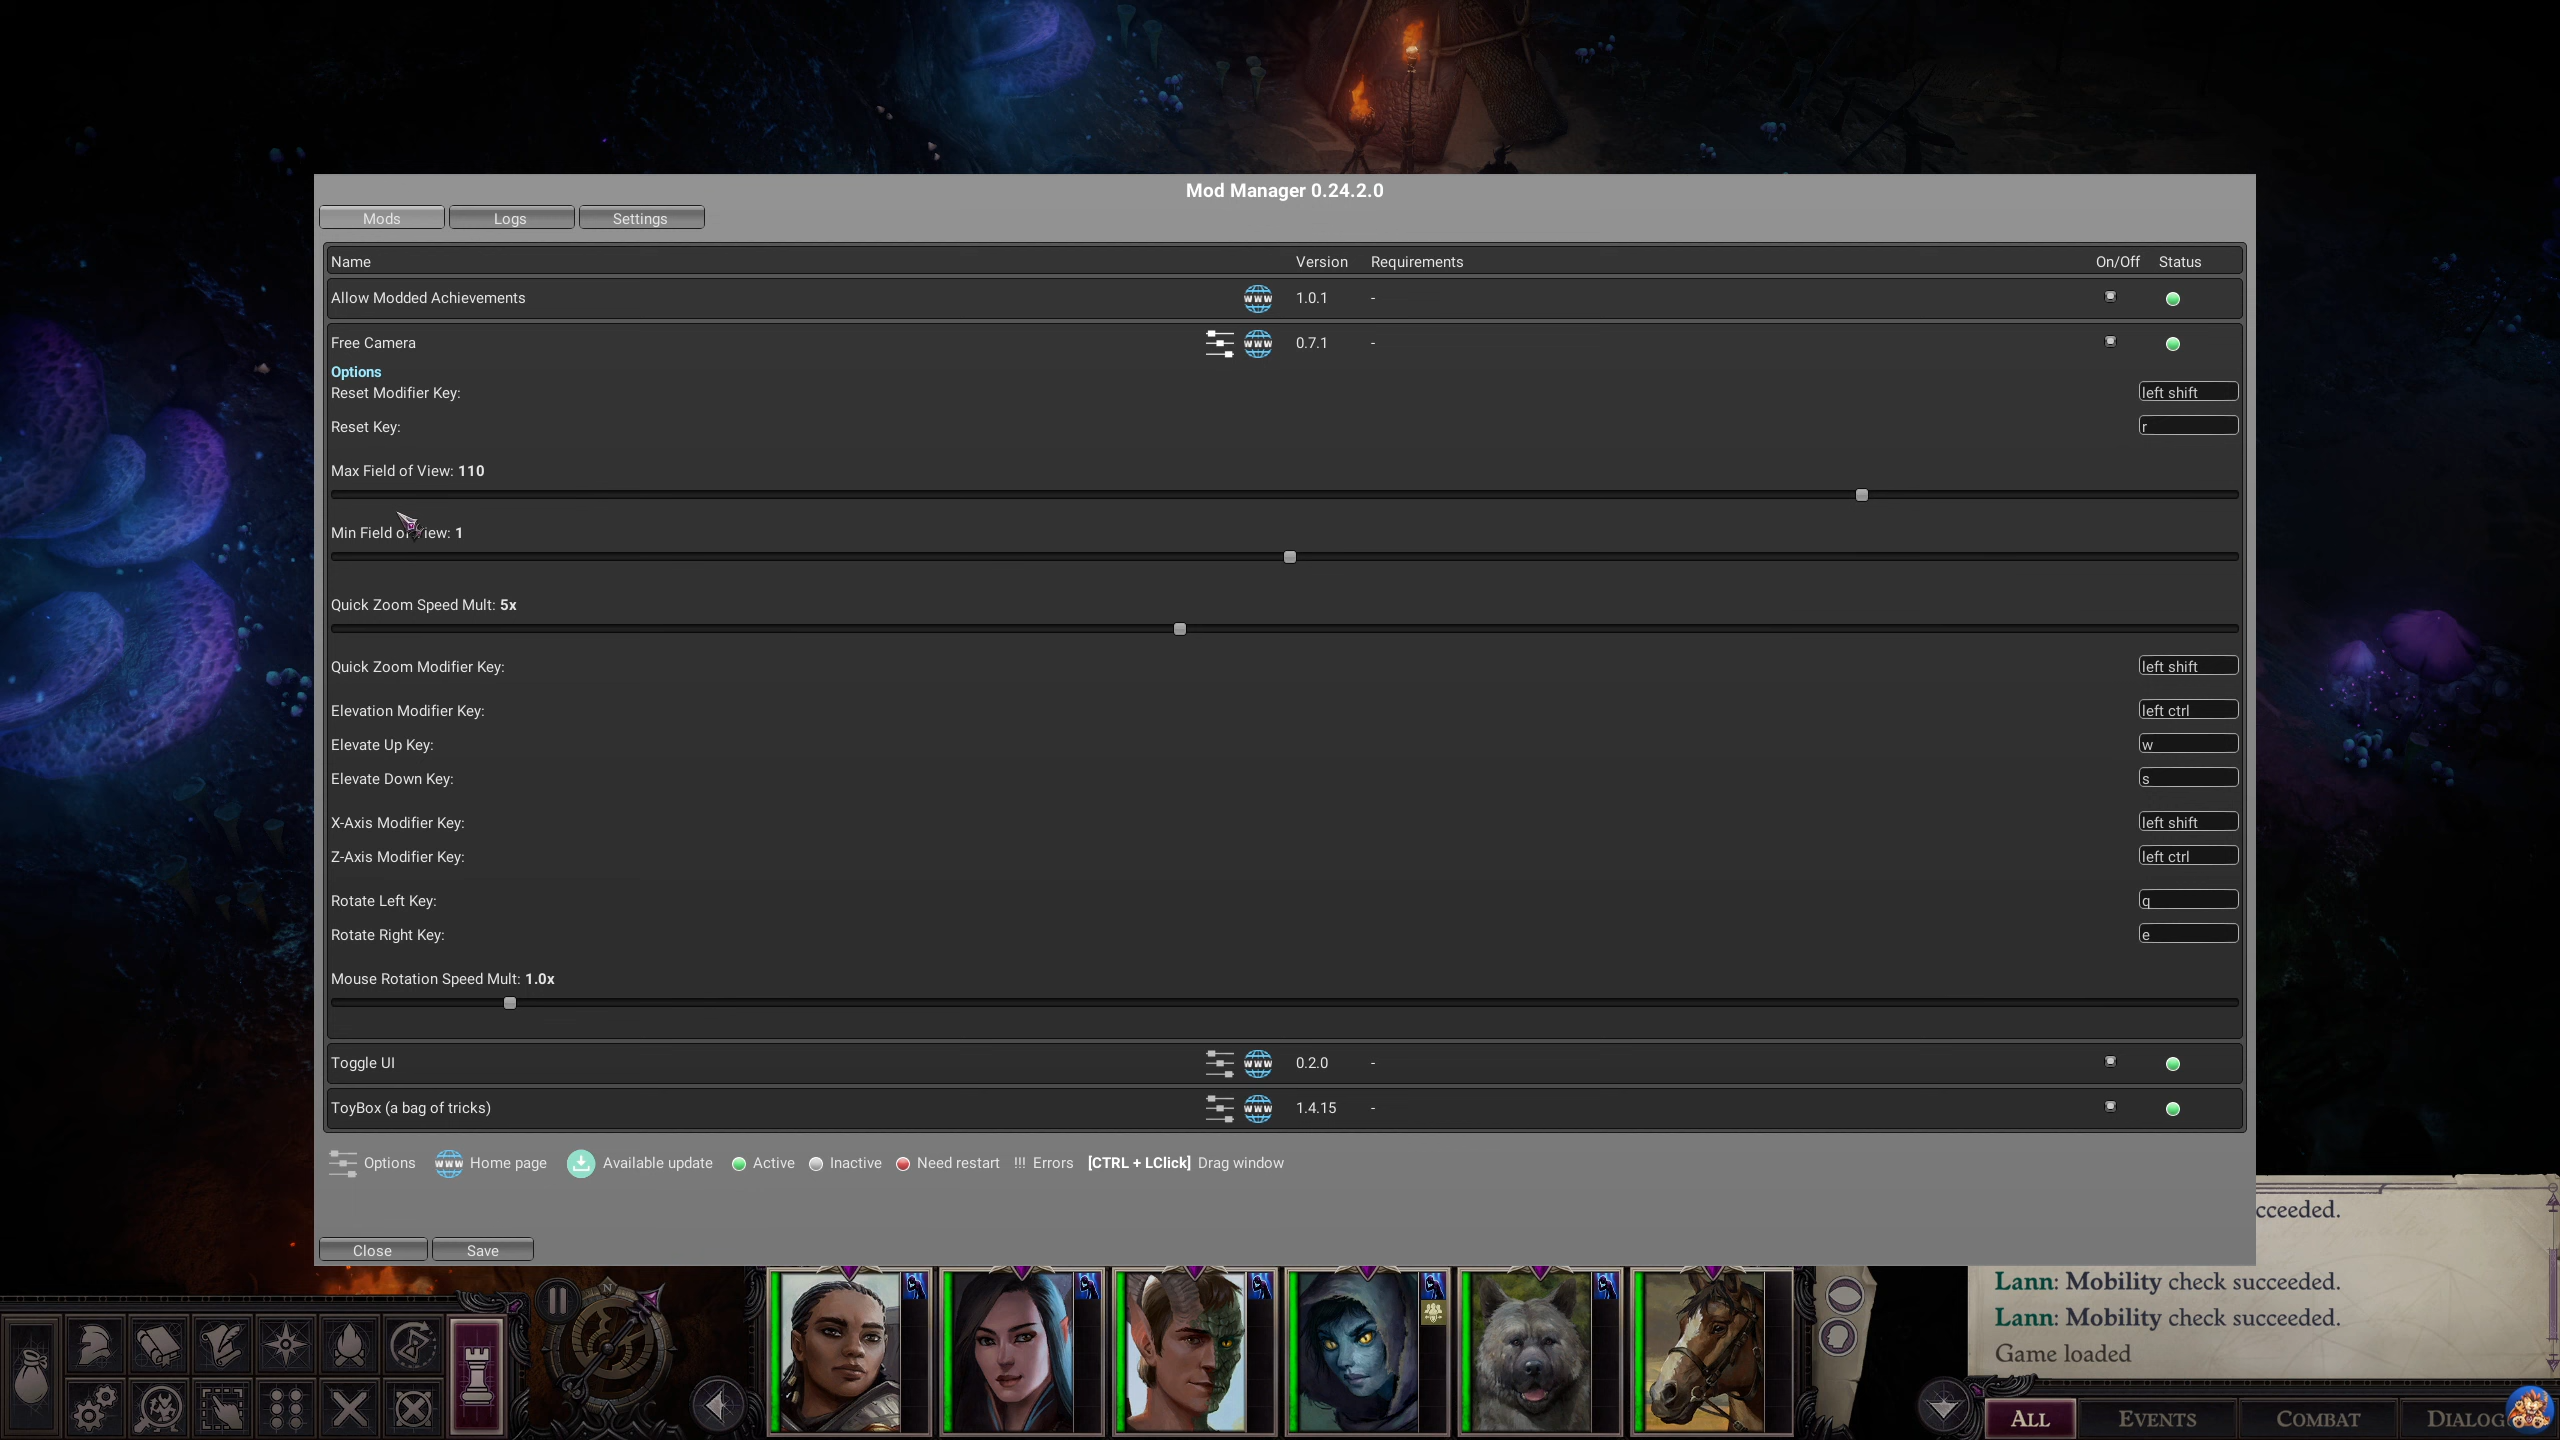 Mod Manager 0.24.2.0
Mods Logs Settings
Name Version Requirements On/Off Status
Allow Modded Achievements www 1.0.1 -
Free Camera www 0.7.1 -
Options
Reset Modifier Key: left shift
Reset Key: r
Max Field of View: 110
Min Field of View: 1
Quick Zoom Speed Mult: 5x
Quick Zoom Modifier Key: left shift
Elevation Modifier Key: left ctrl
Elevate Up Key: w
Elevate Down Key: s
X-Axis Modifier Key: left shift
Z-Axis Modifier Key: left ctrl
Rotate Left Key: q
Rotate Right Key: e
Mouse Rotation Speed Mult: 1.0x
Toggle UI www 0.2.0 -
ToyBox (a bag of tricks) www 1.4.15 -
Options www Home page Available update Active Inactive Need restart !!! Errors [CTRL + LClick] Drag window
Close Save
cceeded.
Lann: Mobility check succeeded.
Lann: Mobility check succeeded.
Game loaded
N
ALL EVENTS COMBAT DIALOG